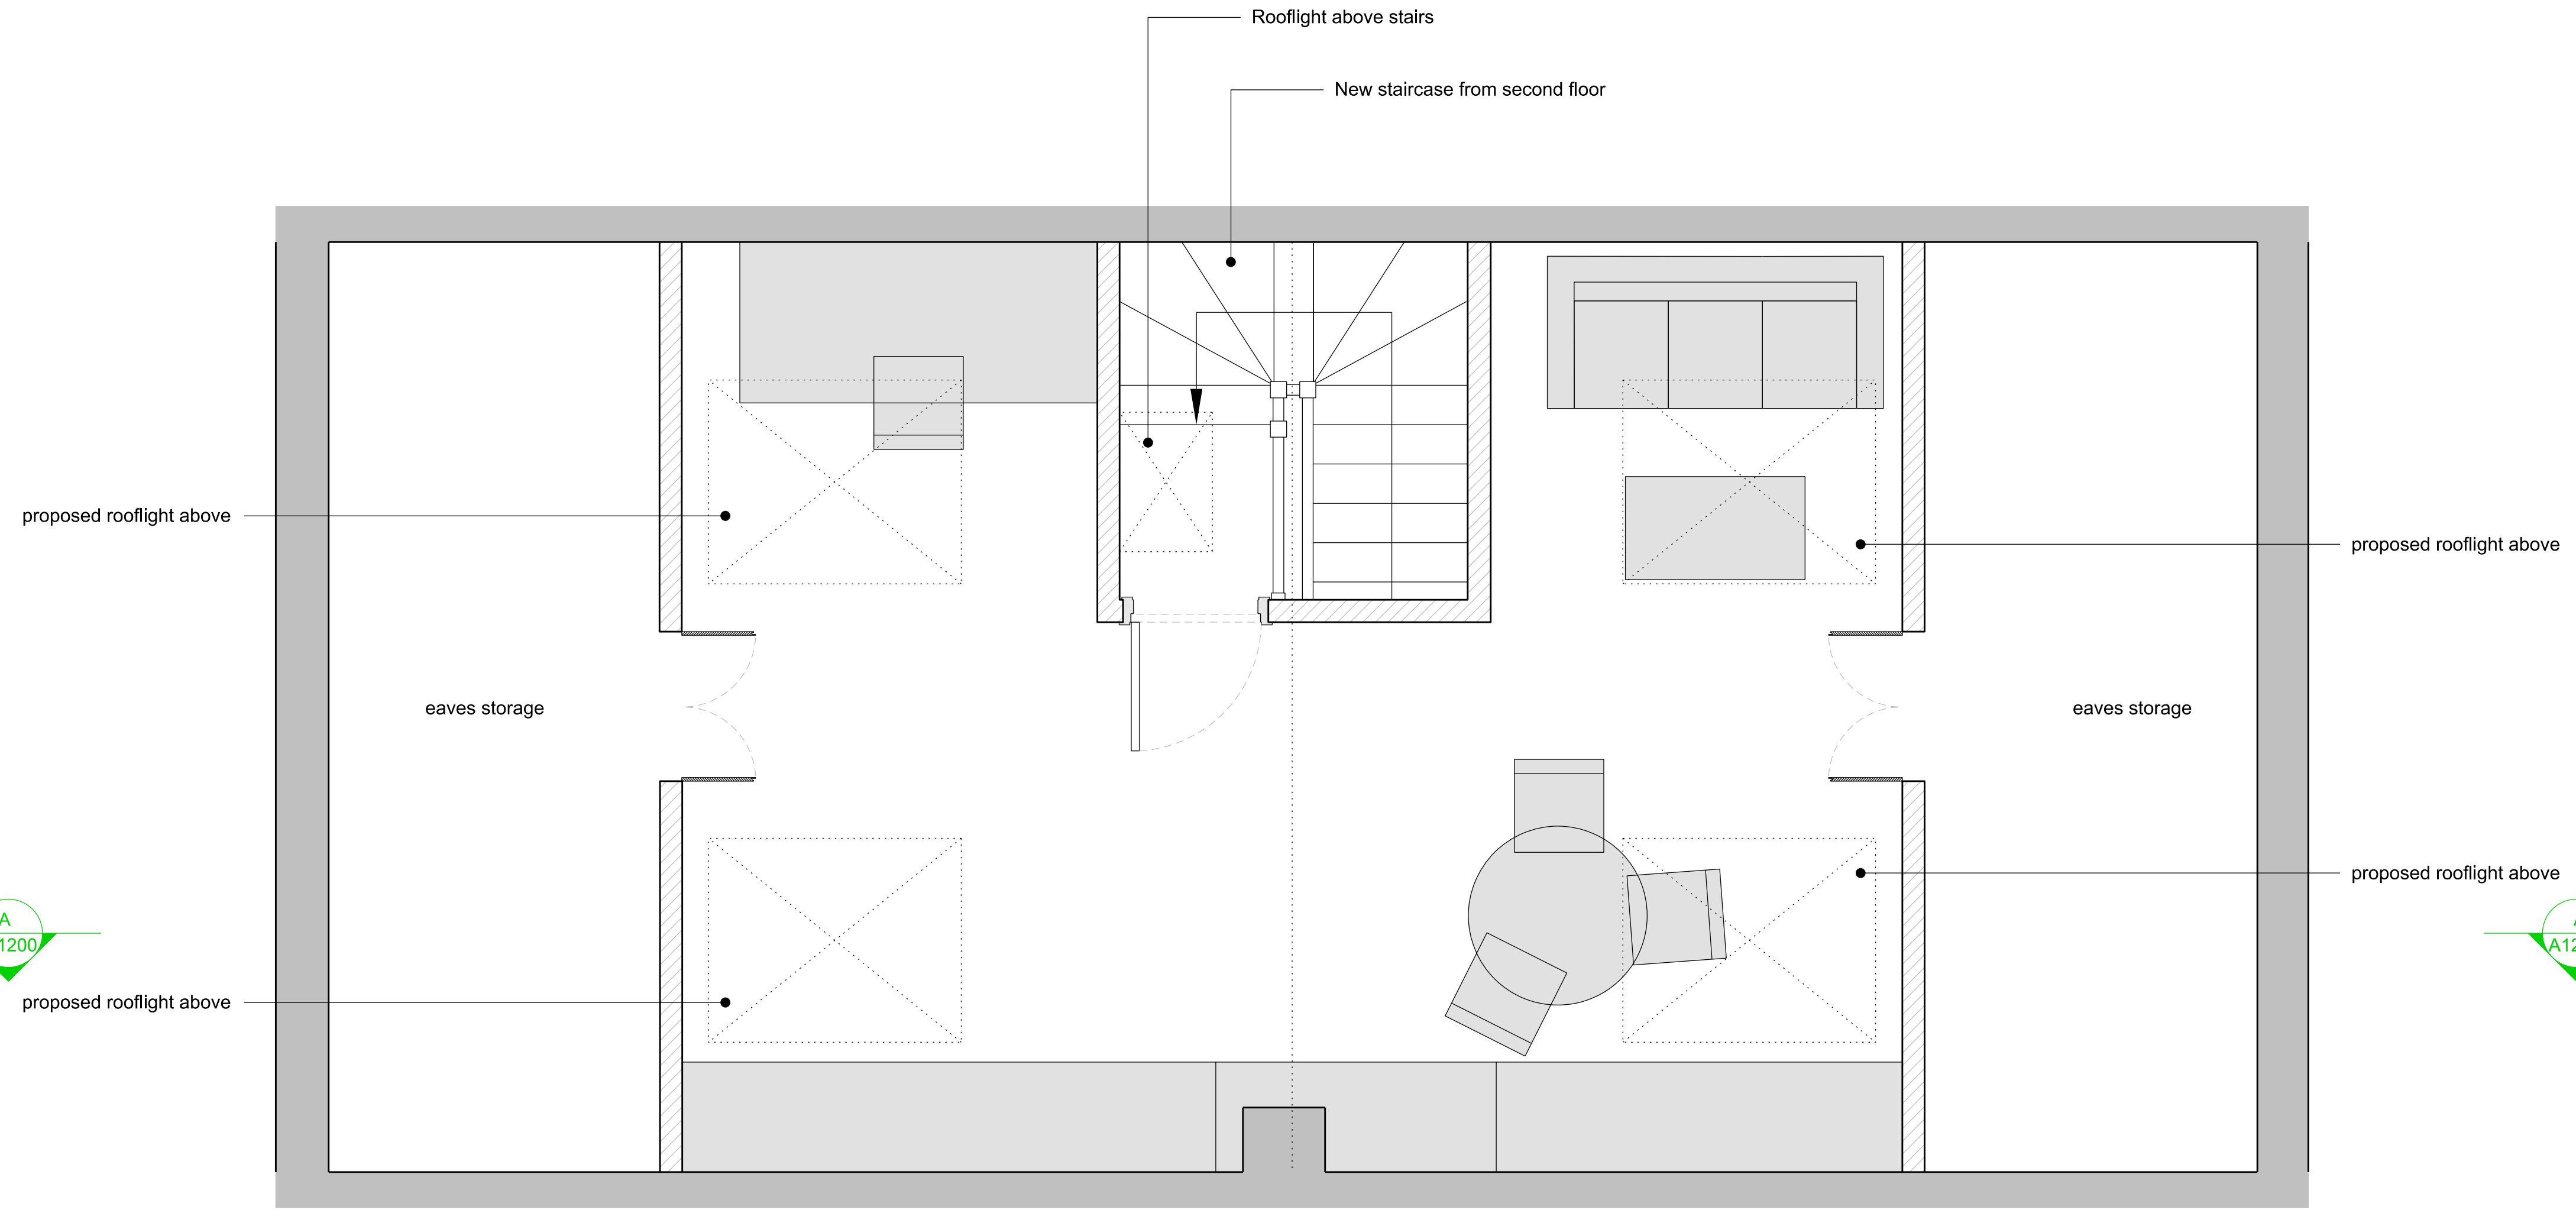 Rooflight above stairs
New staircase from second floor
proposed rooflight above
proposed rooflight above
eaves storage
eaves storage
proposed rooflight above
A
1200
A12
proposed rooflight above